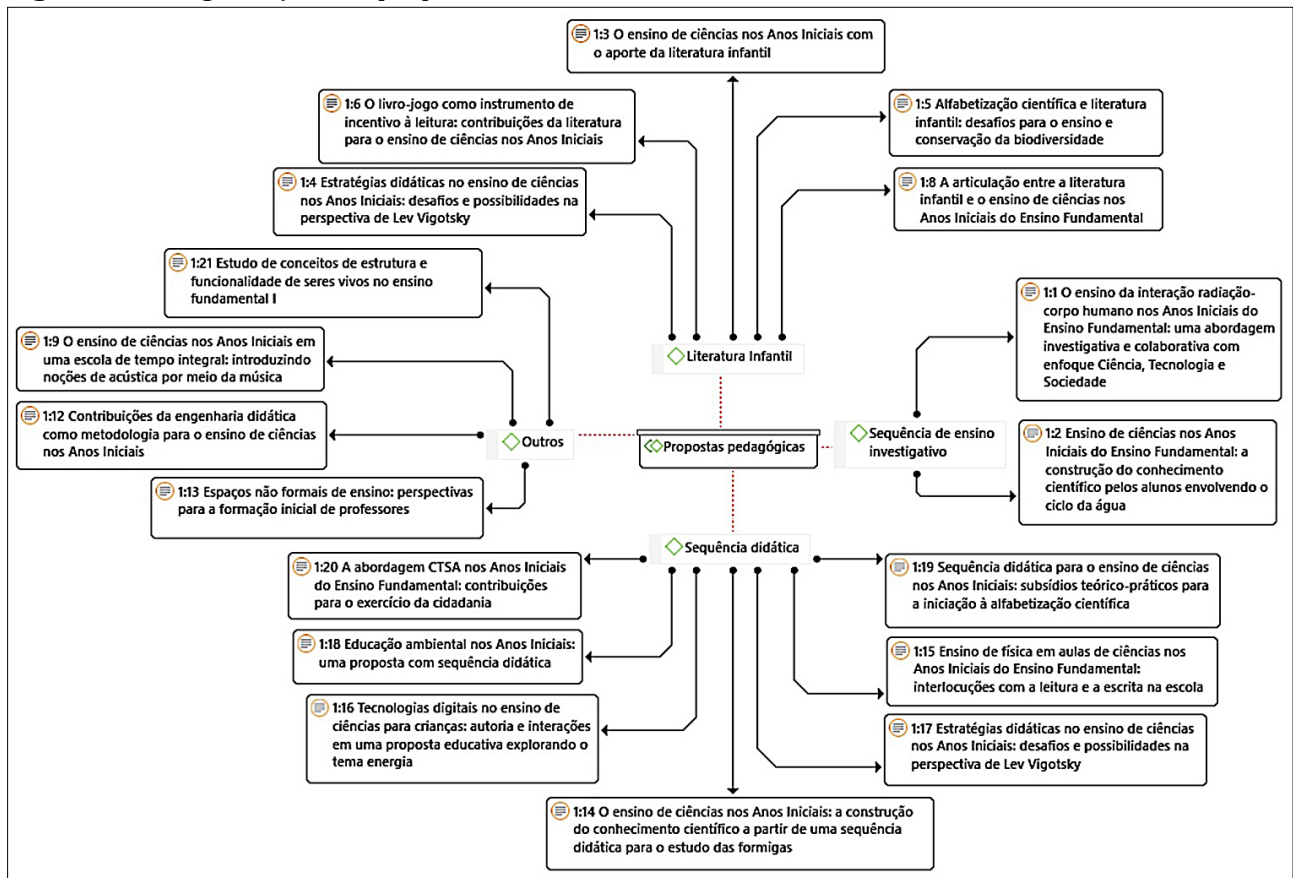 1:3 O ensino de ciências nos Anos Iniciais com
o aporte da literatura infantil
1:6 O livro-jogo como instrumento de
incentivo à leitura: contribuições da literatura
para o ensino de ciências nos Anos Iniciais
1:5 Alfabetização científica e literatura
infantil: desafios para o ensino e
conservação da biodiversidade
1:4 Estratégias didáticas no ensino de ciências
nos Anos Iniciais: desafios e possibilidades na
perspectiva de Lev Vigotsky
1:8 A articulação entre a literatura
infantil e o ensino de ciências nos
Anos Iniciais do Ensino Fundamental
1:21 Estudo de conceitos de estrutura e
funcionalidade de seres vivos no ensino
fundamental I
1:1 O ensino da interação radiação-
corpo humano nos Anos Iniciais do
Ensino Fundamental: uma abordagem
investigativa e colaborativa com
enfoque Ciência, Tecnologia e
Sociedade
1:9 O ensino de ciências nos Anos Iniciais em
uma escola de tempo integral: introduzindo
noções de acústica por meio da música
Literatura Infantil
1:12 Contribuições da engenharia didática
como metodologia para o ensino de ciências
nos Anos Iniciais
Outros
Propostas pedagógicas
Sequência de ensino
investigativo
1:2 Ensino de ciências nos Anos
Iniciais do Ensino Fundamental: a
construção do conhecimento
científico pelos alunos envolvendo o
ciclo da água
1:13 Espaços não formais de ensino: perspectivas
para a formação inicial de professores
Sequência didática
1:20 A abordagem CTSA nos Anos Iniciais
do Ensino Fundamental: contribuições
para o exercício da cidadania
1:19 Sequência didática para o ensino de ciências
nos Anos Iniciais: subsídios teórico-práticos para
a iniciação à alfabetização científica
1:18 Educação ambiental nos Anos Iniciais:
uma proposta com sequência didática
1:15 Ensino de física em aulas de ciências nos
Anos Iniciais do Ensino Fundamental:
interlocuções com a leitura e a escrita na escola
1:16 Tecnologias digitais no ensino de
ciências para crianças: autoria e interações
em uma proposta educativa explorando o
tema energia
1:17 Estratégias didáticas no ensino de ciências
nos Anos Iniciais: desafios e possibilidades na
perspectiva de Lev Vigotsky
1:14 O ensino de ciências nos Anos Iniciais: a construção
do conhecimento científico a partir de uma sequência
didática para o estudo das formigas